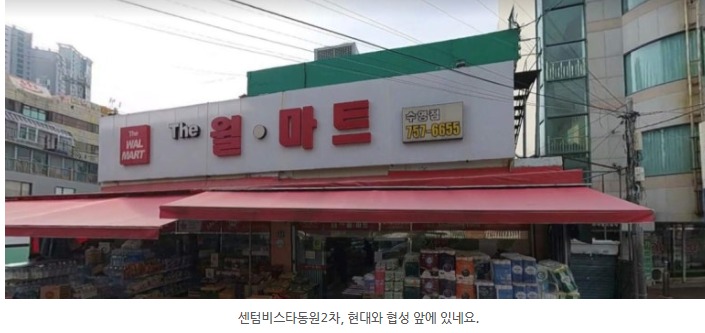 The
WAL
MART
The 월·마트
수영점
757-6655
센텀비스타동원2차, 현대와 협성 앞에 있네요.